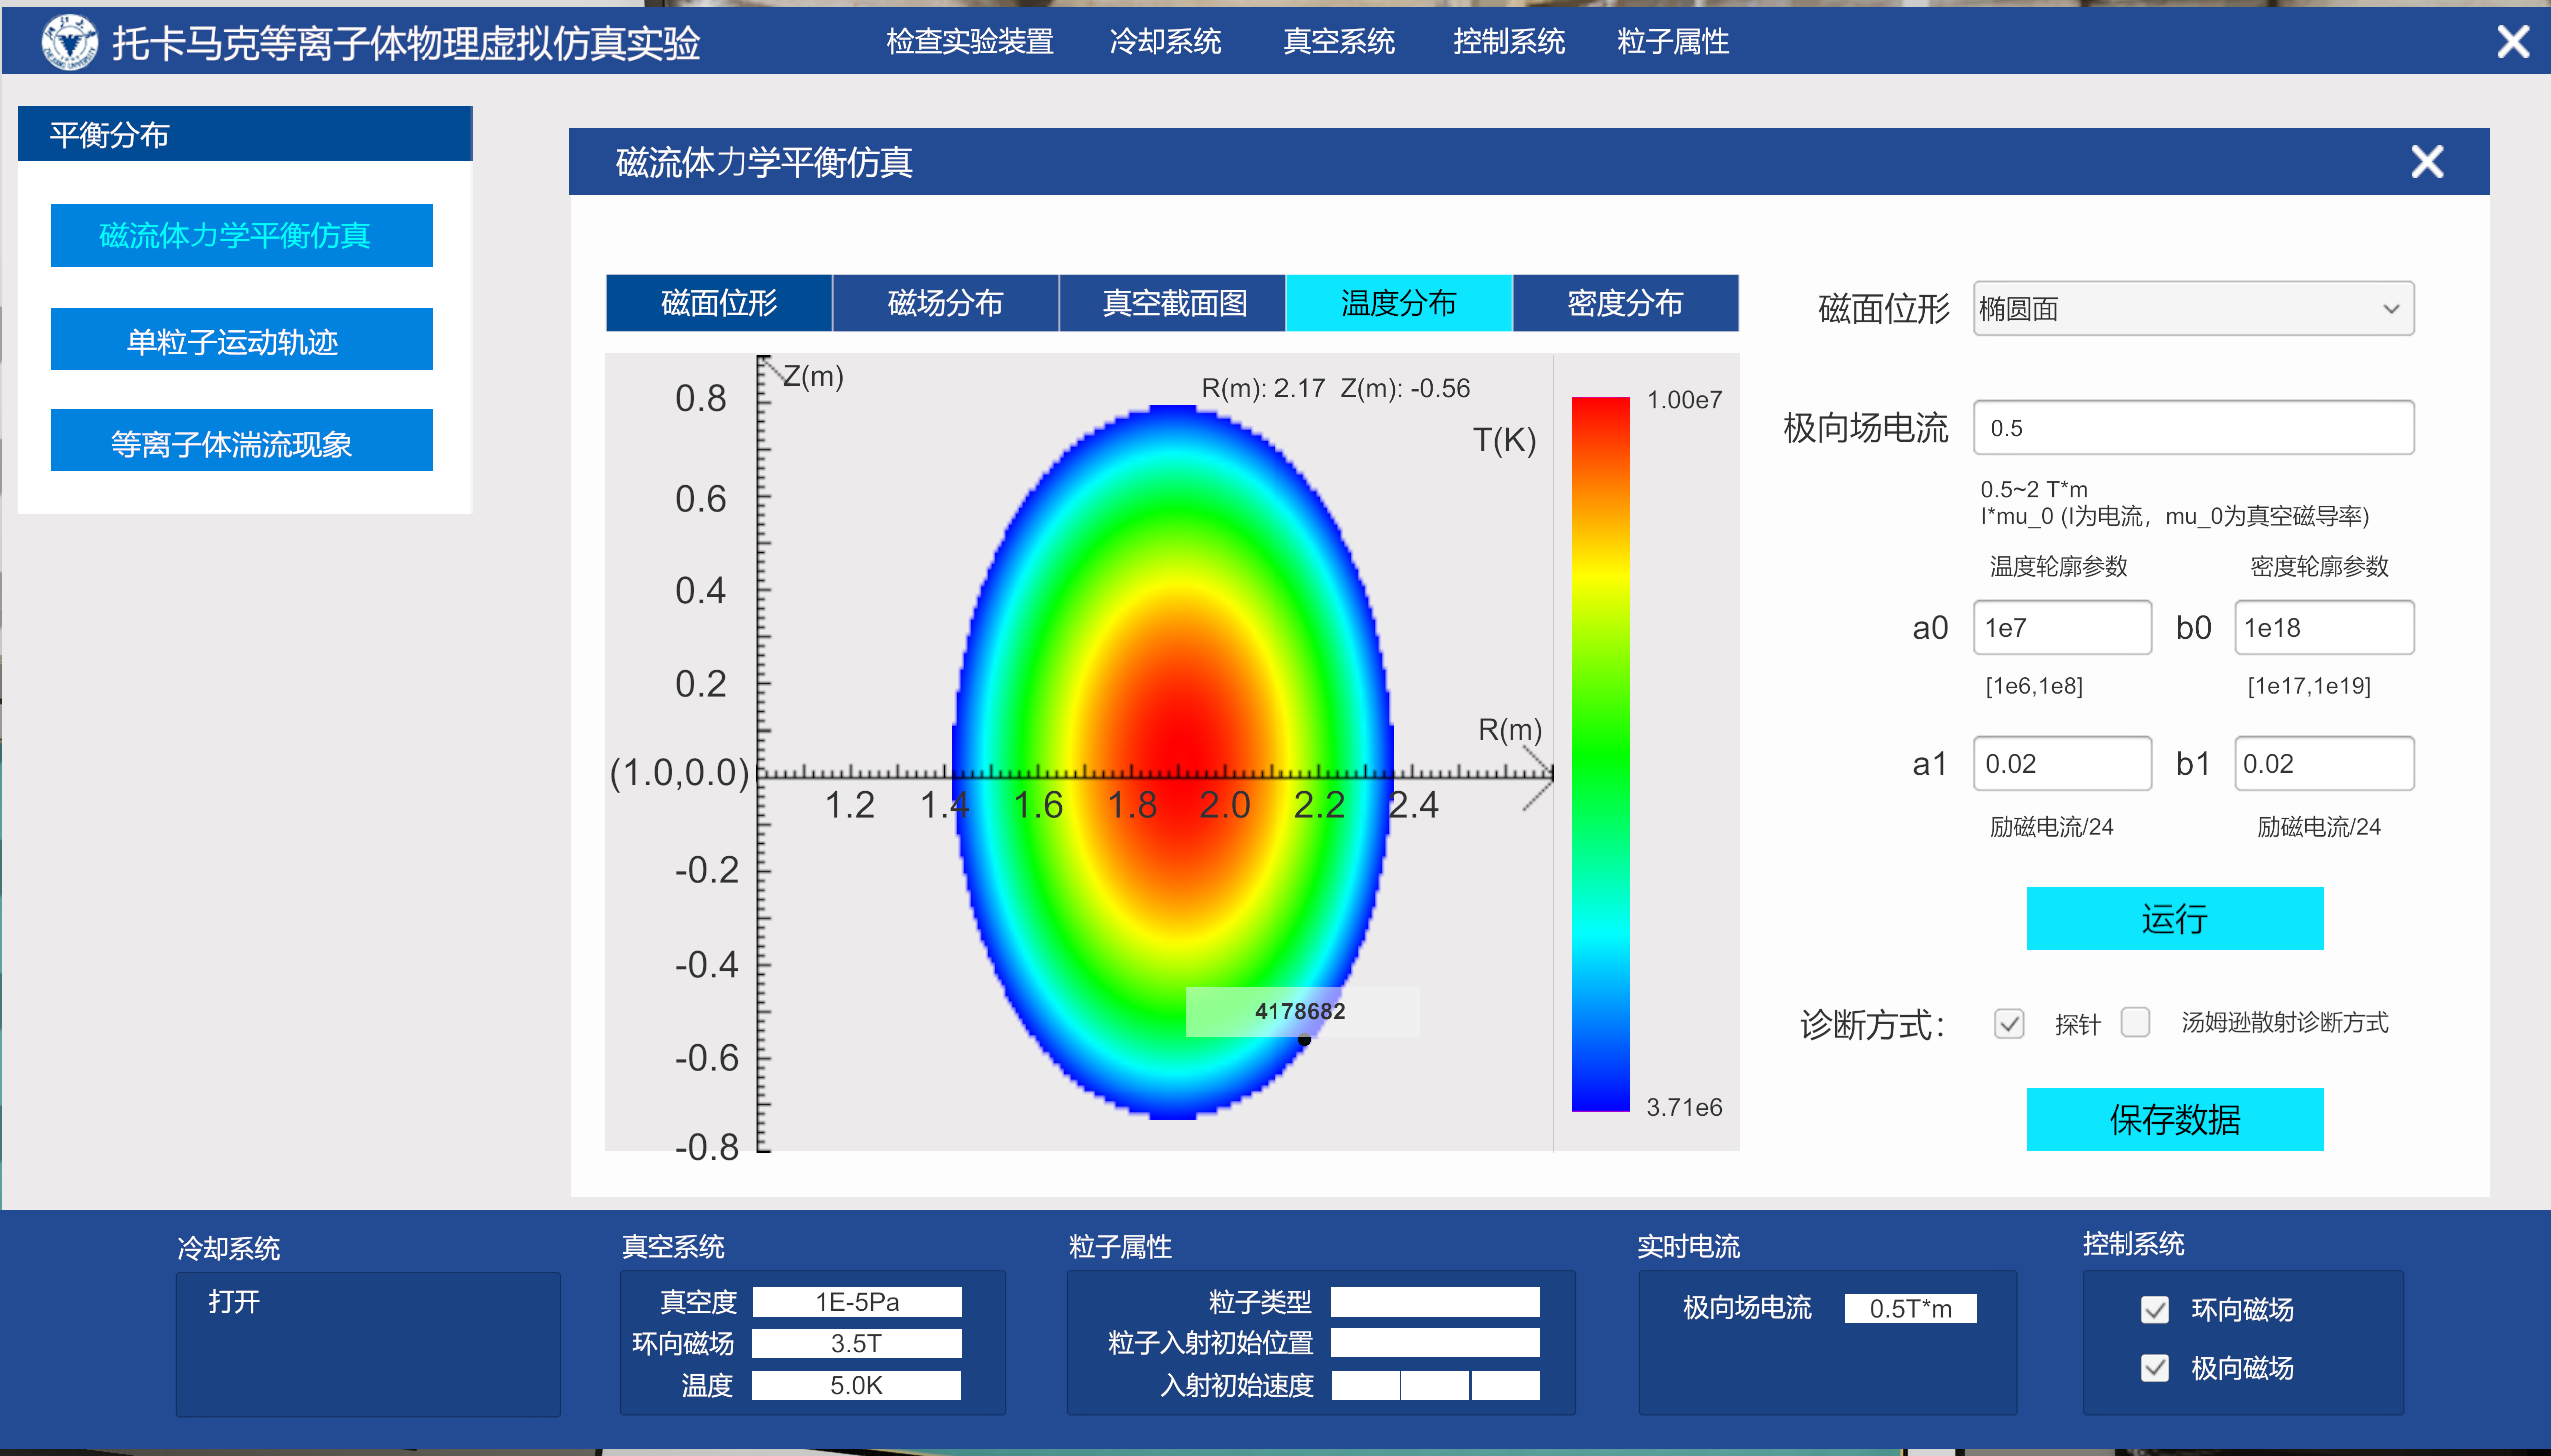 托卡马克等离子体物理虚拟仿真实验
检查实验装置 冷却系统 真空系统 控制系统 粒子属性
平衡分布
磁流体力学平衡仿真
单粒子运动轨迹
等离子体湍流现象
磁流体力学平衡仿真
磁面位形 磁场分布 真空截面图 温度分布 密度分布
Z(m)
R(m): 2.17 Z(m): -0.56
T(K)
R(m)
0.8
0.6
0.4
0.2
(1.0,0.0)
-0.2
-0.4
-0.6
-0.8
1.2 1.4 1.6 1.8 2.0 2.2 2.4
4178682
1.00e7
3.71e6
磁面位形 椭圆面
极向场电流 0.5
0.5~2 T*m
I*mu_0 (I为电流，mu_0为真空磁导率)
温度轮廓参数 密度轮廓参数
a0 1e7 b0 1e18
[1e6,1e8] [1e17,1e19]
a1 0.02 b1 0.02
励磁电流/24 励磁电流/24
运行
诊断方式： 探针 汤姆逊散射诊断方式
保存数据
冷却系统
打开
真空系统
真空度 1E-5Pa
环向磁场 3.5T
温度 5.0K
粒子属性
粒子类型
粒子入射初始位置
入射初始速度
实时电流
极向场电流 0.5T*m
控制系统
环向磁场
极向磁场